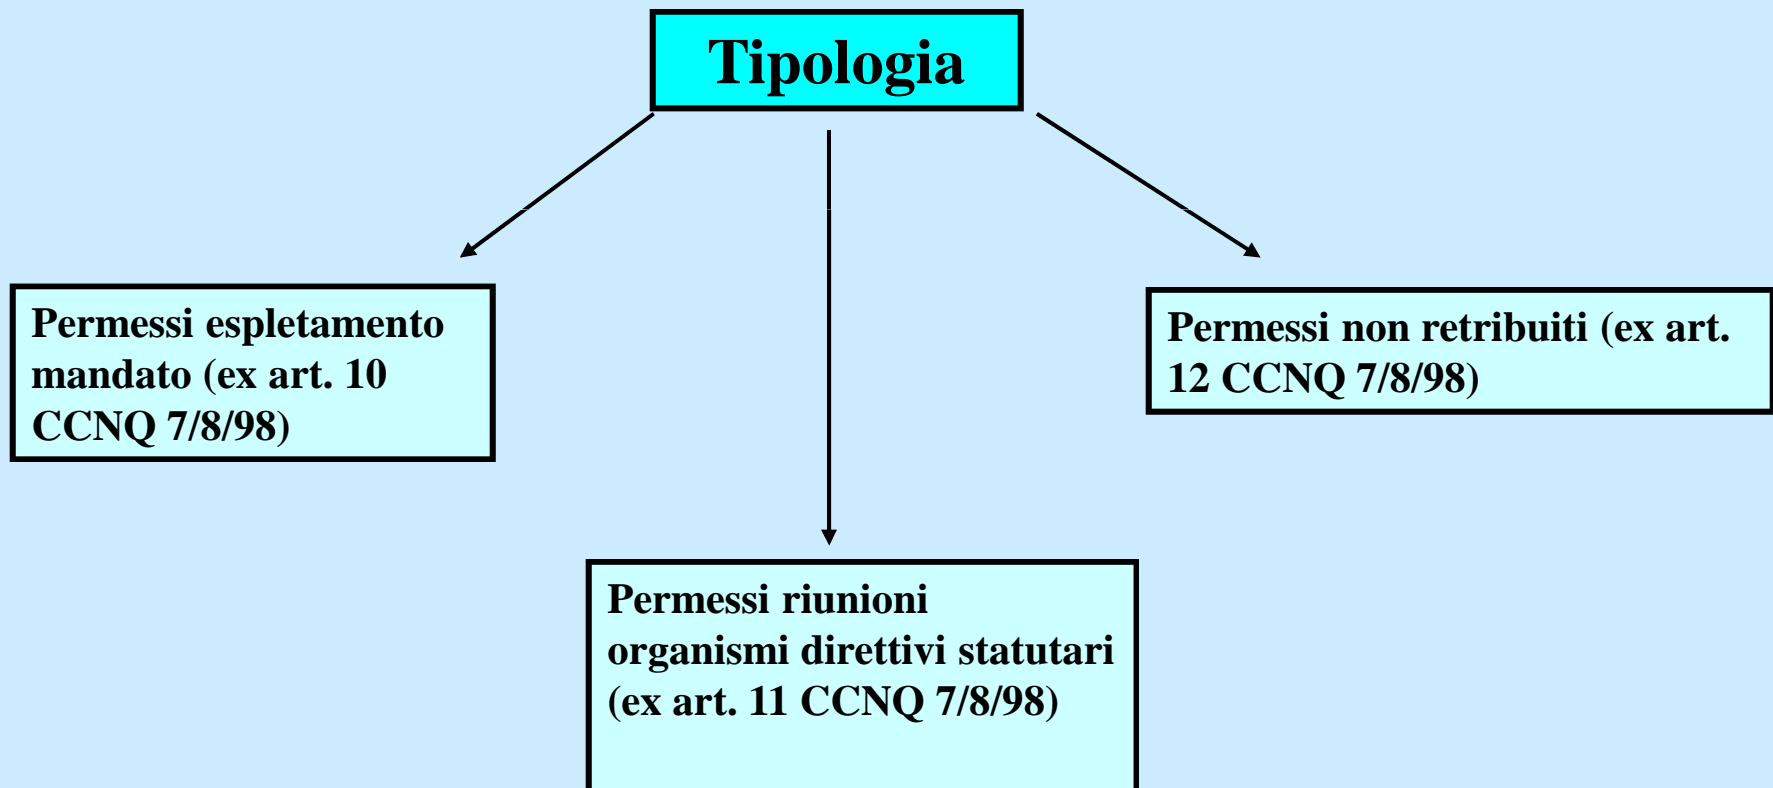 Tipologia
Permessi espletamento
mandato (ex art. 10
CCNQ 7/8/98)
Permessi non retribuiti (ex art.
12 CCNQ 7/8/98)
Permessi riunioni
organismi direttivi statutari
(ex art. 11 CCNQ 7/8/98)